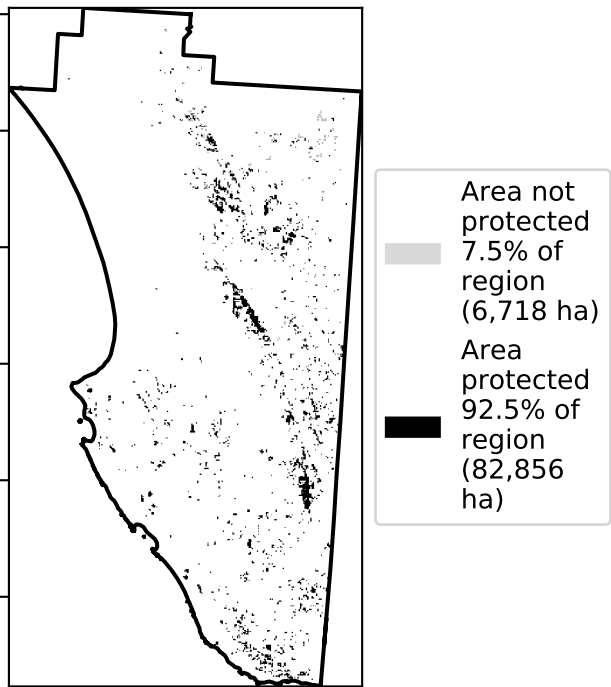 Area not
protected
7.5% of
region
(6,718 ha)
Area
protected
92.5% of
region
(82,856
ha)